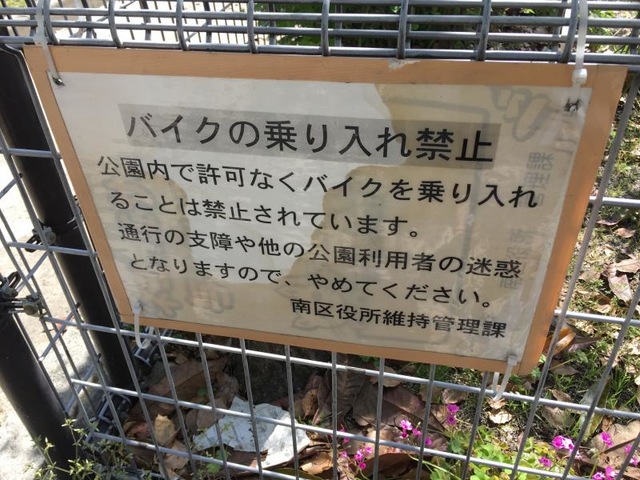 バイクの乗り入れ禁止
公園内で許可なくバイクを乗り入れ
ることは禁止されています。
通行の支障や他の公園利用者の迷惑
となりますので、やめてください。
南区役所維持管理課